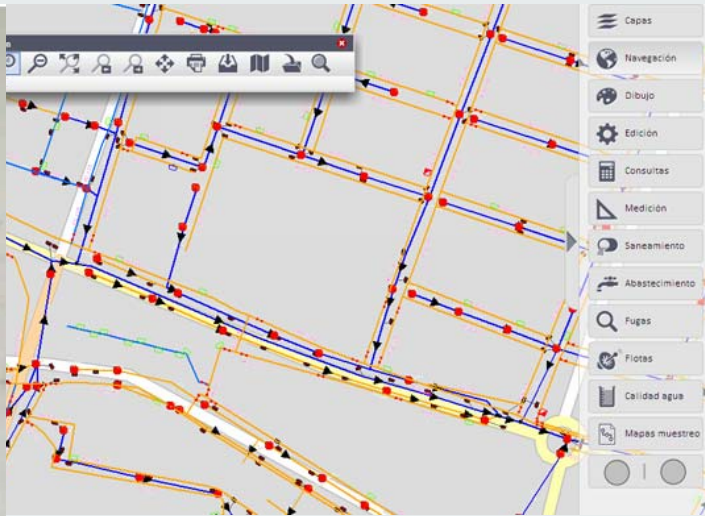 Capas
Navegación
Dibujo
Edición
Consultas
Medición
Saneamiento
Abastecimiento
Fugas
Flotas
Calidad agua
Mapas muestreo